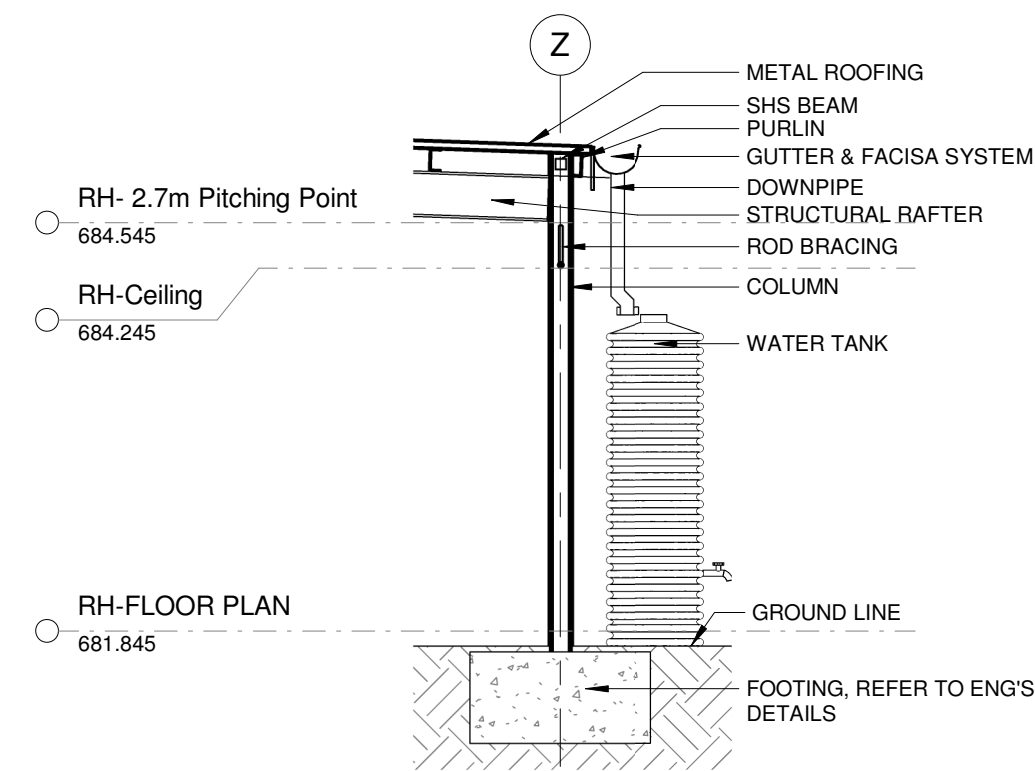 Z
METAL ROOFING
SHS BEAM
PURLIN
GUTTER & FACISA SYSTEM
DOWNPIPE
STRUCTURAL RAFTER
ROD BRACING
COLUMN
WATER TANK
GROUND LINE
FOOTING, REFER TO ENG'S
DETAILS
RH- 2.7m Pitching Point
684.545
RH-Ceiling
684.245
RH-FLOOR PLAN
681.845